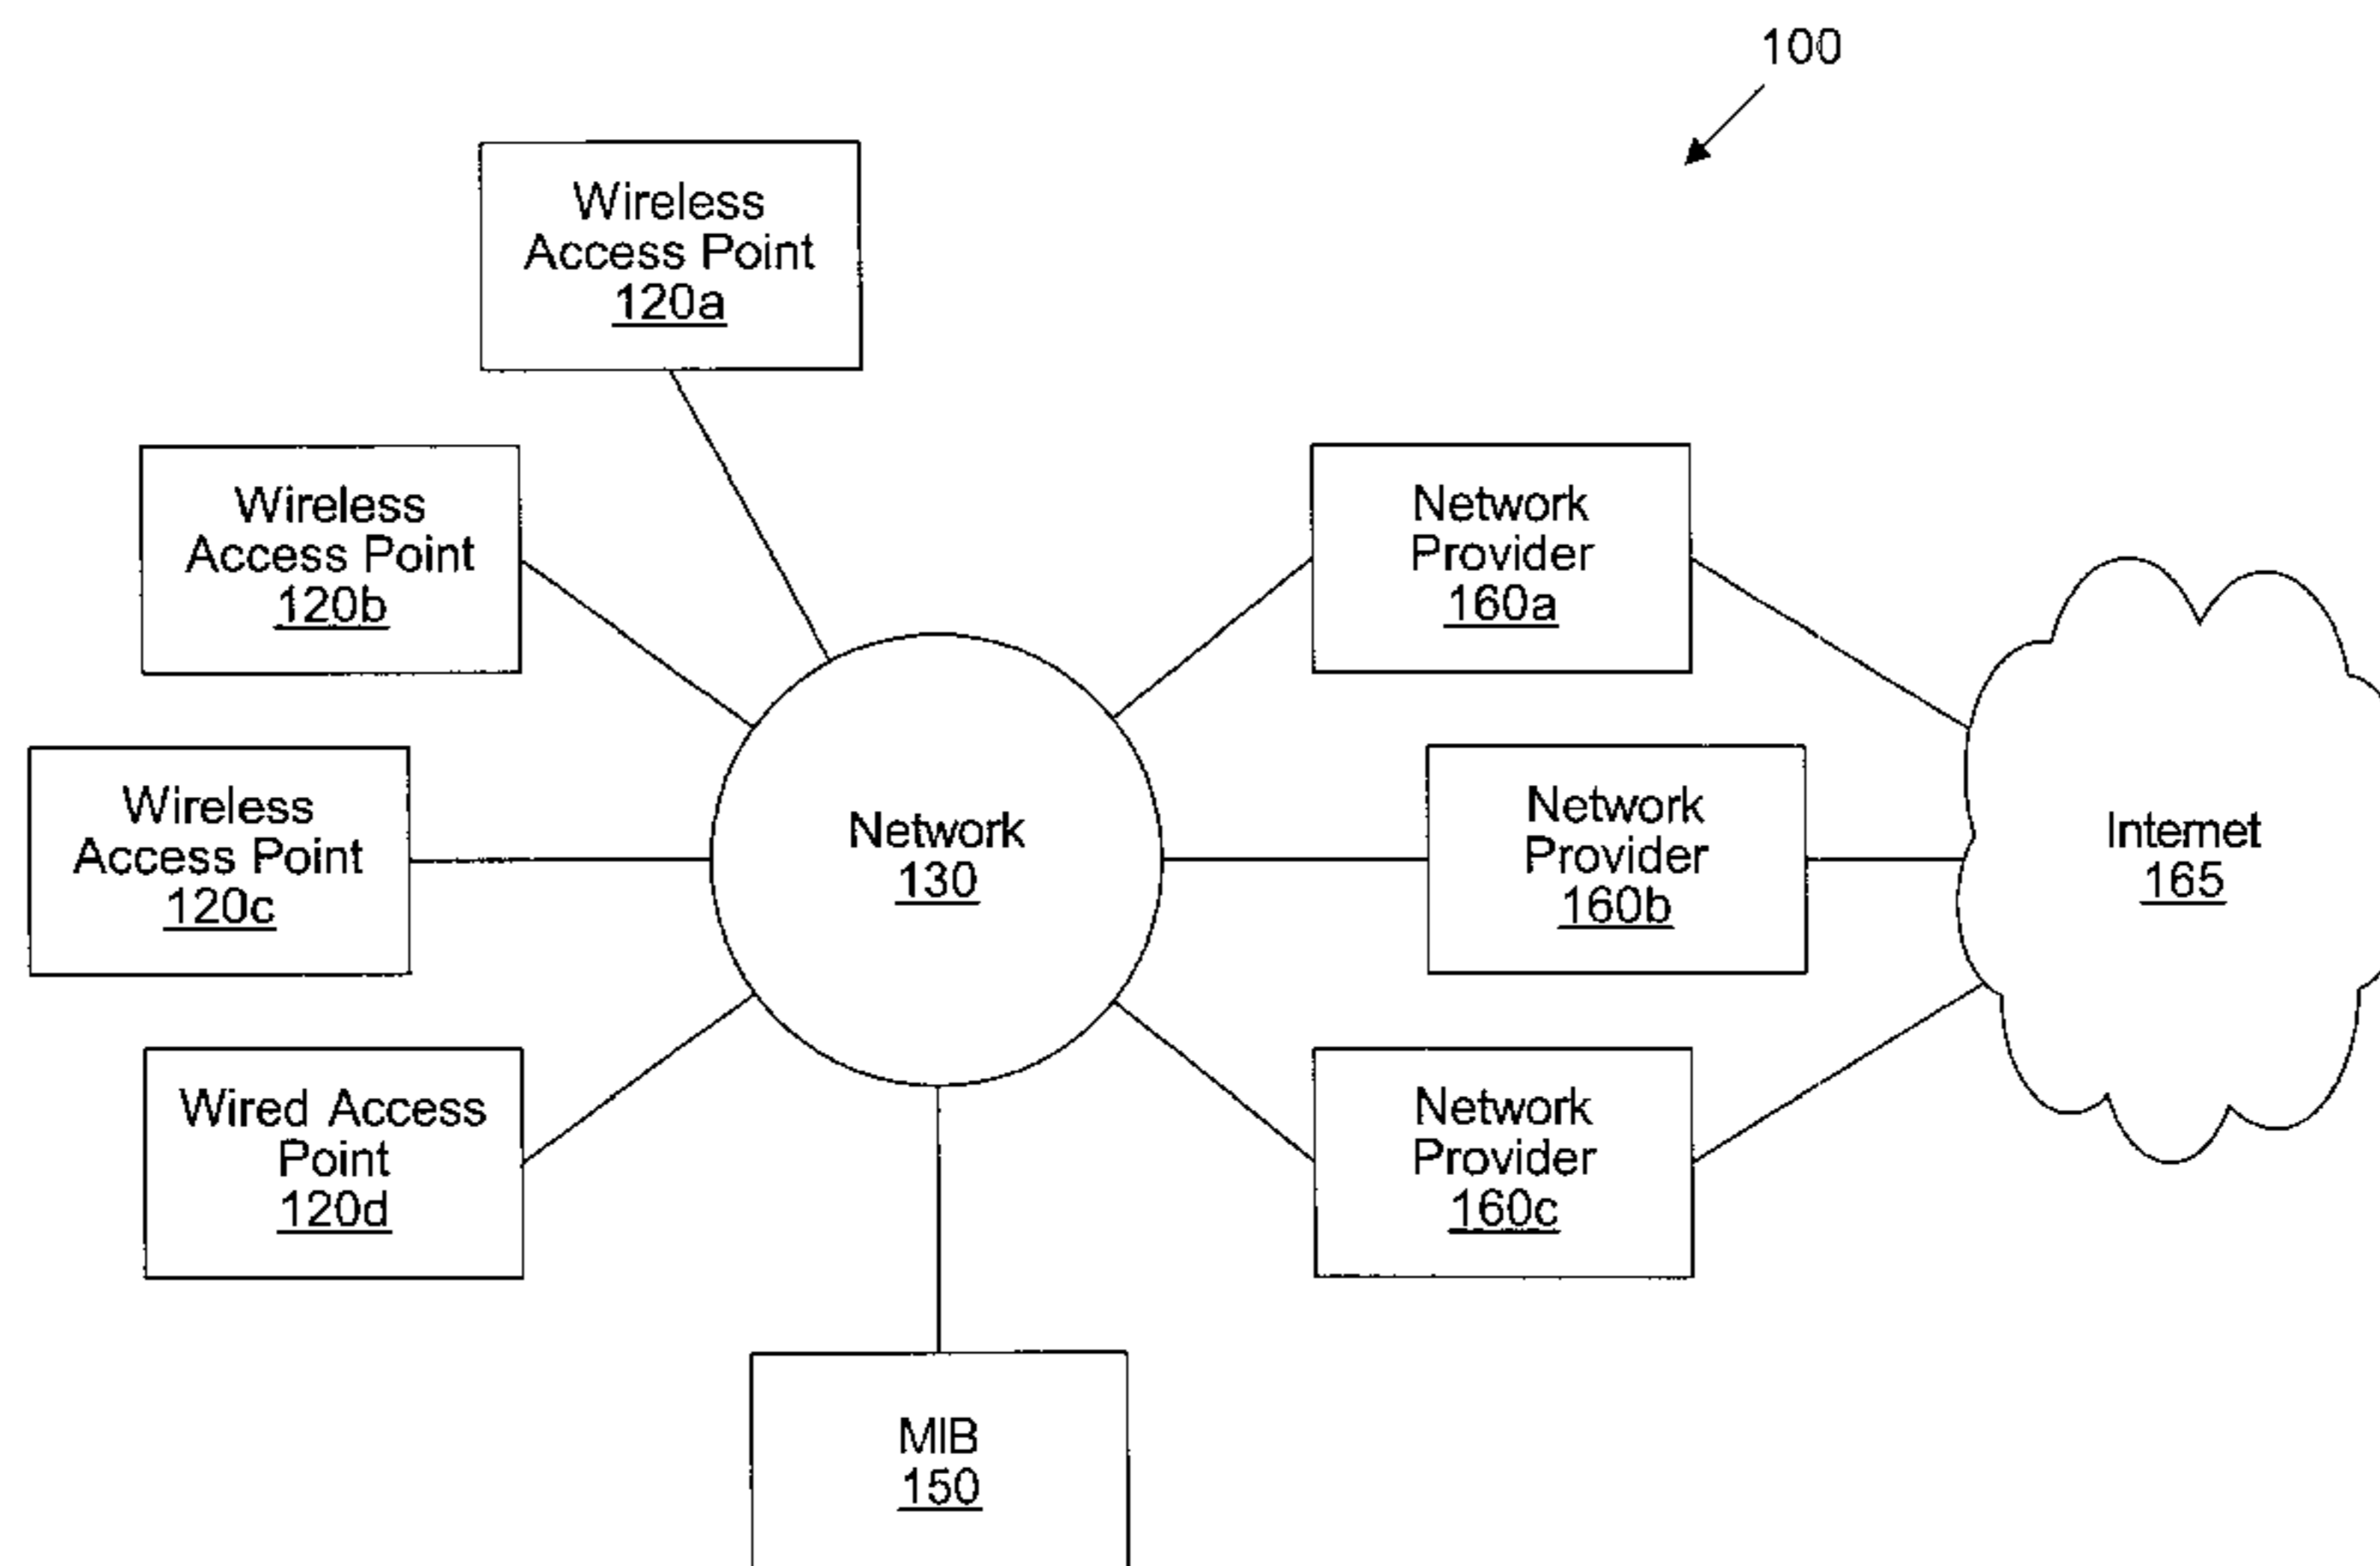 100
Wireless
Access Point
120a
Wireless
Access Point
120b
Network
Provider
160a
Wireless
Access Point
120c
Network
130
Network
Provider
160b
Internet
165
Wired Access
Point
120d
Network
Provider
160c
MIB
150